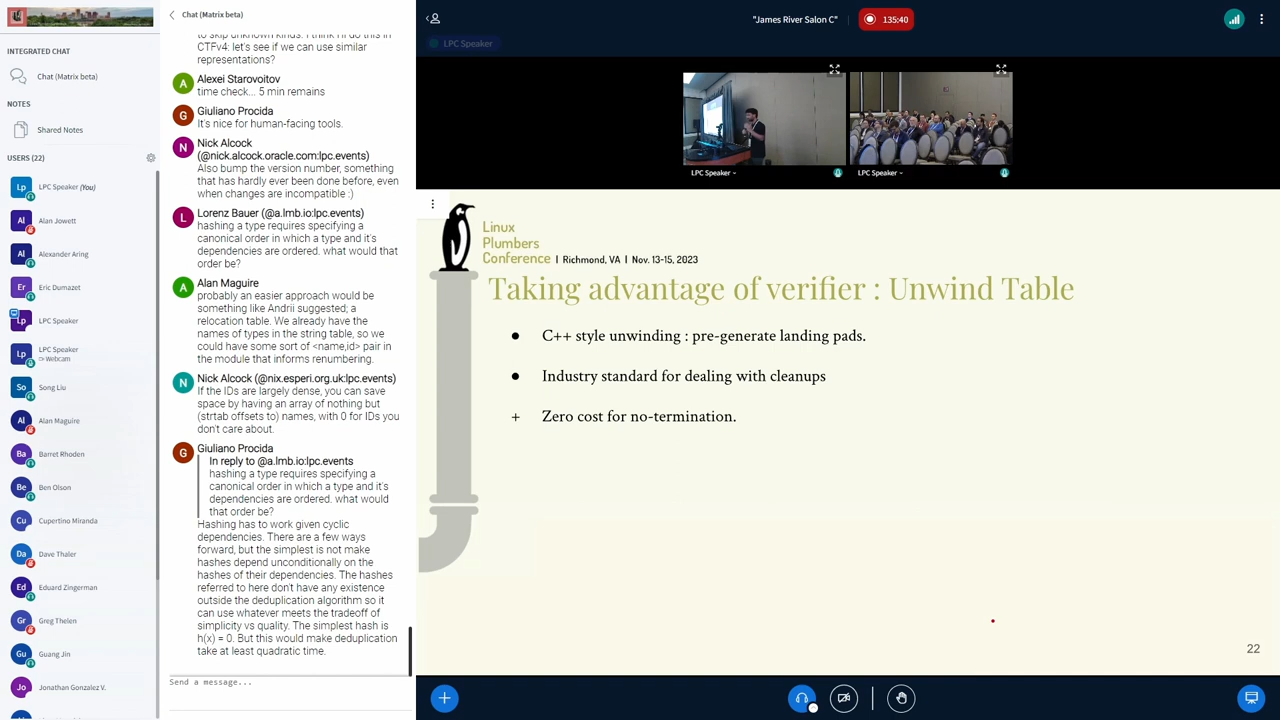 INTEGRATED CHAT
Chat (Matrix beta)
NOTES
Shared Notes
USERS (22)
Lp LPC Speaker (You)
Al Alan Jowett
Al Alexander Aring
Er Eric Dumazet
Lp LPC Speaker
Lp LPC Speaker
Webcam
So Song Liu
Al Alan Maguire
Ba Barret Rhoden
Be Ben Olson
Cu Cupertino Miranda
Da Dave Thaler
Ed Eduard Zingerman
Gr Greg Thelen
Gu Guang Jin
Jo Jonathan Gonzalez V.
Chat (Matrix beta)
to skip unknown kinds. I think I'll do this in
CTFv4: let's see if we can use similar
representations?
A Alexei Starovoitov
time check... 5 min remains
G Giuliano Procida
It's nice for human-facing tools.
N Nick Alcock
(@nick.alcock.oracle.com:lpc.events)
Also bump the version number, something
that has hardly ever been done before, even
when changes are incompatible :)
L Lorenz Bauer (@a.lmb.io:lpc.events)
hashing a type requires specifying a
canonical order in which a type and it's
dependencies are ordered. what would that
order be?
A Alan Maguire
probably an easier approach would be
something like Andrii suggested; a
relocation table. We already have the
names of types in the string table, so we
could have some sort of <name,id> pair in
the module that informs renumbering.
N Nick Alcock (@nix.esperi.org.uk:lpc.events)
If the IDs are largely dense, you can save
space by having an array of nothing but
(strtab offsets to) names, with 0 for IDs you
don't care about.
G Giuliano Procida
In reply to @a.lmb.io:lpc.events
hashing a type requires specifying a
canonical order in which a type and it's
dependencies are ordered. what would
that order be?
Hashing has to work given cyclic
dependencies. There are a few ways
forward, but the simplest is not make
hashes depend unconditionally on the
hashes of their dependencies. The hashes
referred to here don't have any existence
outside the deduplication algorithm so it
can use whatever meets the tradeoff of
simplicity vs quality. The simplest hash is
h(x) = 0. But this would make deduplication
take at least quadratic time.
Send a message...
"James River Salon C"
135:40
LPC Speaker
LPC Speaker
LPC Speaker
Linux
Plumbers
Conference | Richmond, VA | Nov. 13-15, 2023
Taking advantage of verifier : Unwind Table
● C++ style unwinding : pre-generate landing pads.
● Industry standard for dealing with cleanups
+ Zero cost for no-termination.
22